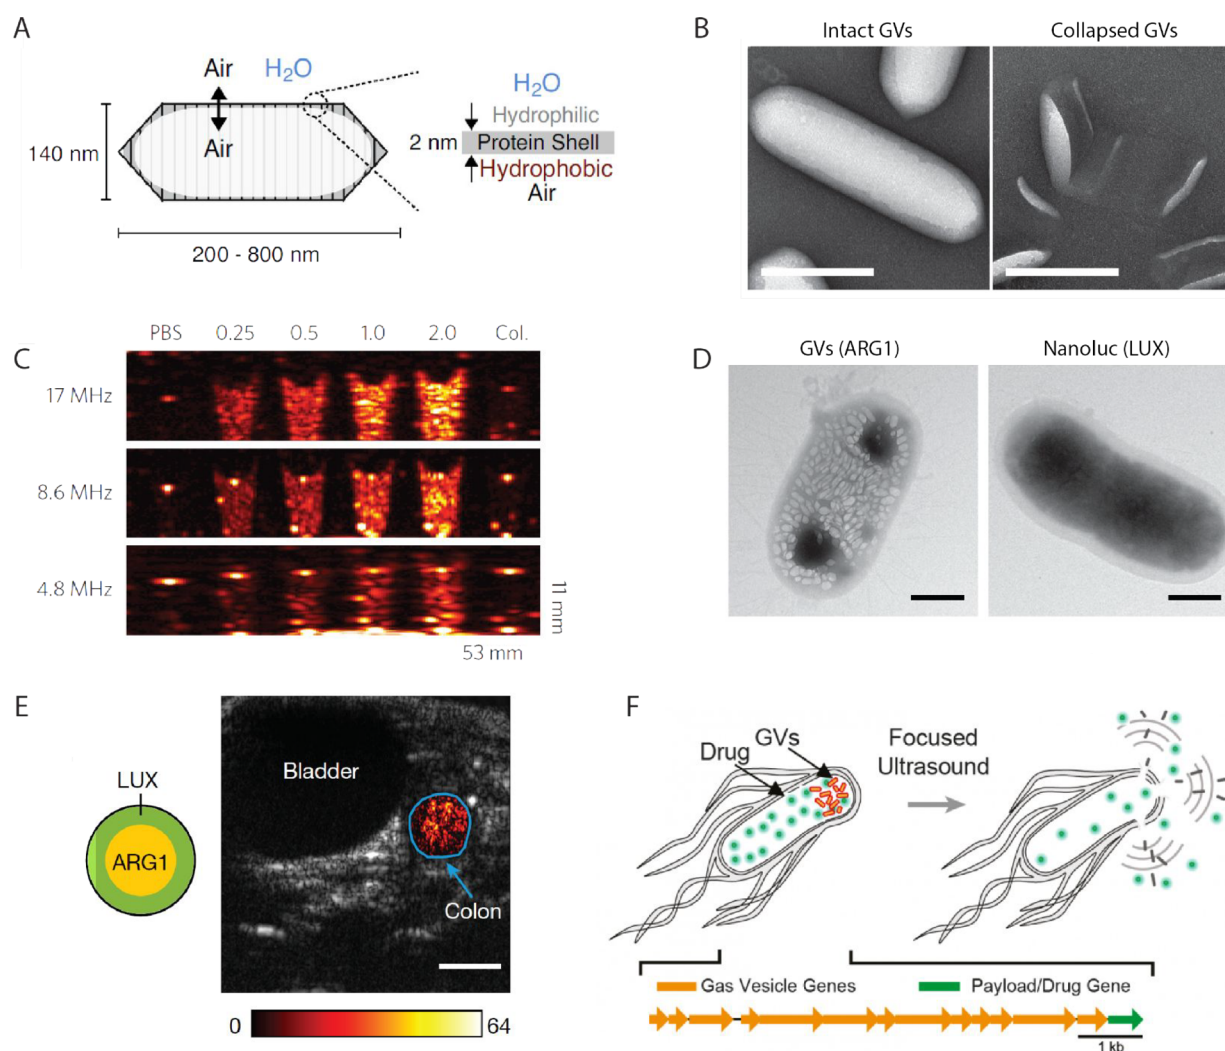 A
Air
H₂O
Air
140 nm
200 - 800 nm
H₂O
Hydrophilic
2 nm
Protein Shell
Hydrophobic
Air
B
Intact GVs
Collapsed GVs
C
PBS 0.25 0.5 1.0 2.0 Col.
17 MHz
8.6 MHz
4.8 MHz
11 mm
53 mm
D
GVs (ARG1)
Nanoluc (LUX)
E
LUX
ARG1
Bladder
Colon
0 64
F
GVs
Drug
Focused
Ultrasound
Gas Vesicle Genes
Payload/Drug Gene
1 kb